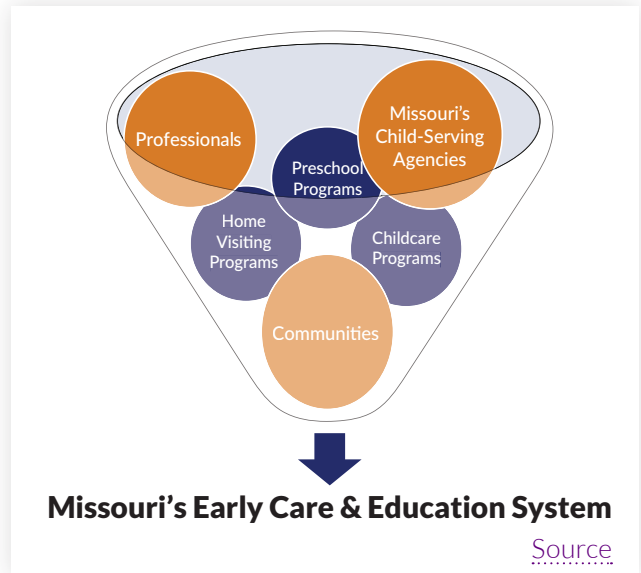 Professionals
Missouri's
Child-Serving
Agencies
Preschool
Programs
Home
Visiting
Programs
Childcare
Programs
Communities
Missouri’s Early Care & Education System
Source